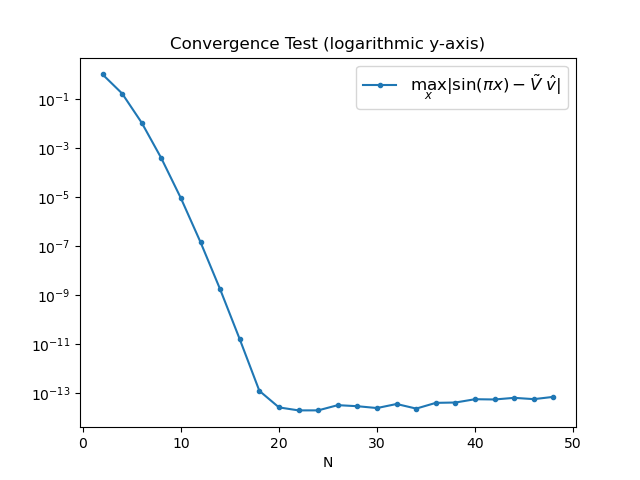 Convergence Test (logarithmic y-axis)
max|sin(πx) − Ṽ v̂|
x
10⁻¹
10⁻³
10⁻⁵
10⁻⁷
10⁻⁹
10⁻¹¹
10⁻¹³
0 10 20 30 40 50
N